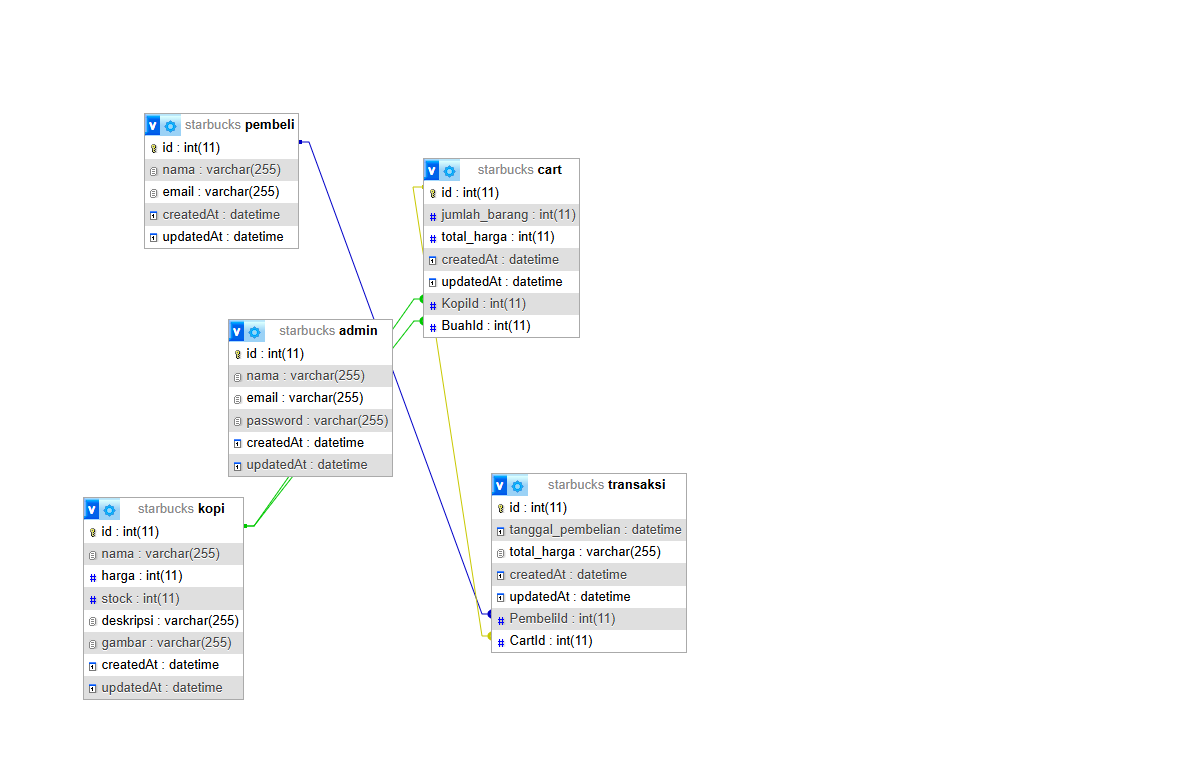 starbucks pembeli
id : int(11)
nama : varchar(255)
email : varchar(255)
createdAt : datetime
updatedAt : datetime
starbucks cart
id : int(11)
jumlah_barang : int(11)
total_harga : int(11)
createdAt : datetime
updatedAt : datetime
KopiId : int(11)
BuahId : int(11)
starbucks admin
id : int(11)
nama : varchar(255)
email : varchar(255)
password : varchar(255)
createdAt : datetime
updatedAt : datetime
starbucks transaksi
id : int(11)
tanggal_pembelian : datetime
total_harga : varchar(255)
createdAt : datetime
updatedAt : datetime
PembeliId : int(11)
CartId : int(11)
starbucks kopi
id : int(11)
nama : varchar(255)
harga : int(11)
stock : int(11)
deskripsi : varchar(255)
gambar : varchar(255)
createdAt : datetime
updatedAt : datetime